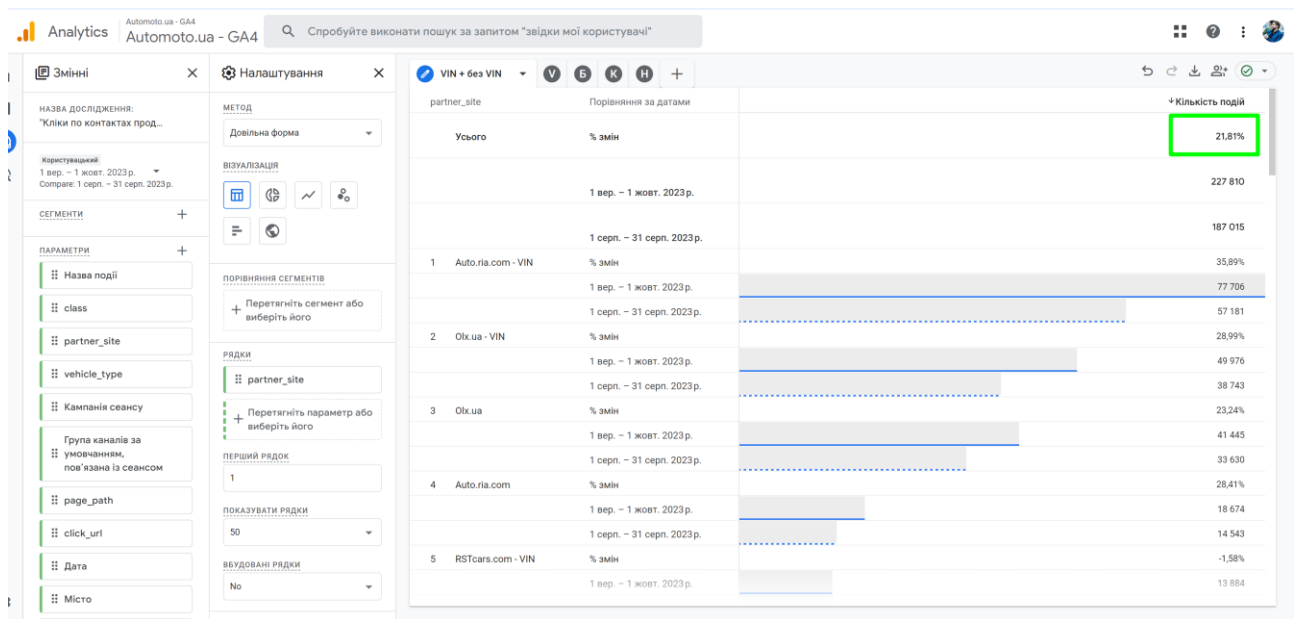 Analytics
Automoto.ua - GA4
Automoto.ua - GA4
Спробуйте виконати пошук за запитом "звідки мої користувачі"
Змінні
НАЗВА ДОСЛІДЖЕННЯ:
"Кліки по контактах прод...
Користувацький
1 вер. – 1 жовт. 2023 р.
Compare: 1 серп. – 31 серп. 2023 р.
СЕГМЕНТИ
ПАРАМЕТРИ
Назва події
class
partner_site
vehicle_type
Кампанія сеансу
Група каналів за
умовчанням,
пов'язана із сеансом
page_path
click_url
Дата
Місто
Налаштування
МЕТОД
Довільна форма
ВІЗУАЛІЗАЦІЯ
ПОРІВНЯННЯ СЕГМЕНТІВ
Перетягніть сегмент або
виберіть його
РЯДКИ
partner_site
Перетягніть параметр або
виберіть його
ПЕРШИЙ РЯДОК
1
ПОКАЗУВАТИ РЯДКИ
50
ВБУДОВАНІ РЯДКИ
No
VIN + без VIN V Б К Н
partner_site Порівняння за датами Кількість подій
Усього % змін 21,81%
1 вер. – 1 жовт. 2023 р. 227 810
1 серп. – 31 серп. 2023 р. 187 015
1 Auto.ria.com - VIN % змін 35,89%
1 вер. – 1 жовт. 2023 р. 77 706
1 серп. – 31 серп. 2023 р. 57 181
2 Olx.ua - VIN % змін 28,99%
1 вер. – 1 жовт. 2023 р. 49 976
1 серп. – 31 серп. 2023 р. 38 743
3 Olx.ua % змін 23,24%
1 вер. – 1 жовт. 2023 р. 41 445
1 серп. – 31 серп. 2023 р. 33 630
4 Auto.ria.com % змін 28,41%
1 вер. – 1 жовт. 2023 р. 18 674
1 серп. – 31 серп. 2023 р. 14 543
5 RSTcars.com - VIN % змін -1,58%
1 вер. – 1 жовт. 2023 р. 13 884